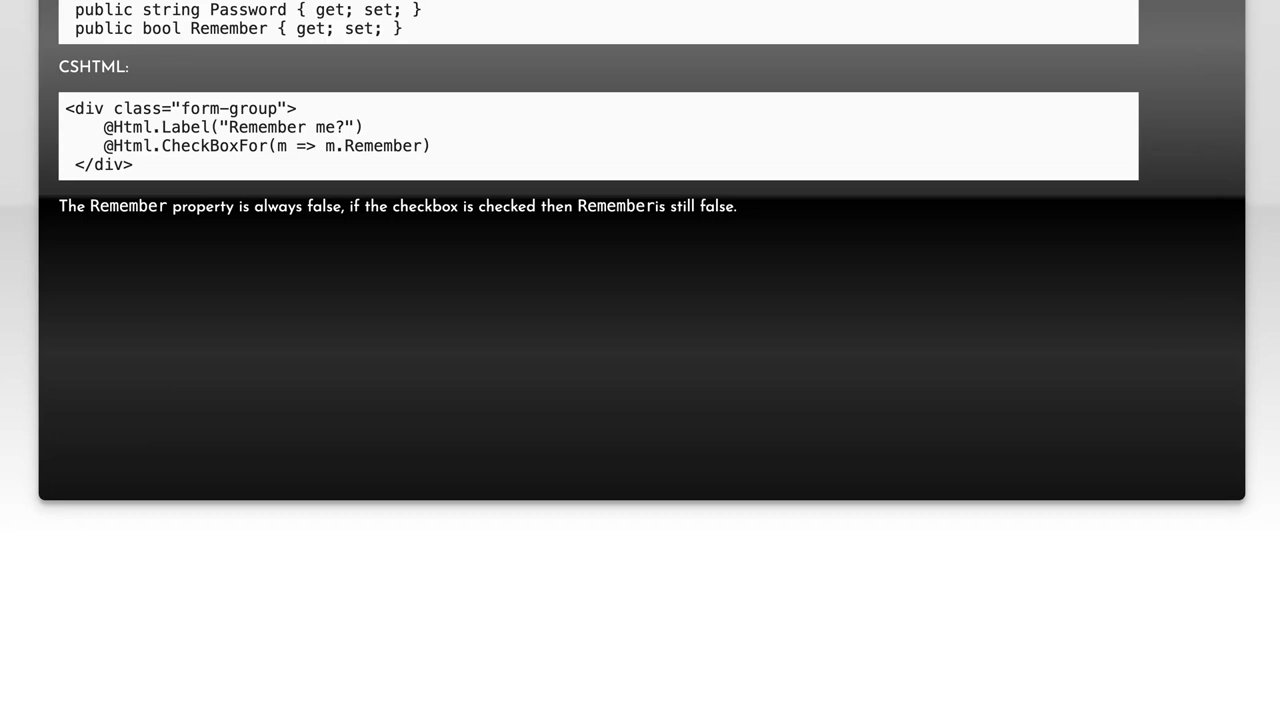 public string Password { get; set; }
public bool Remember { get; set; }
CSHTML:
<div class="form-group">
@Html.Label("Remember me?")
@Html.CheckBoxFor(m => m.Remember)
</div>
The Remember property is always false, if the checkbox is checked then Rememberis still false.